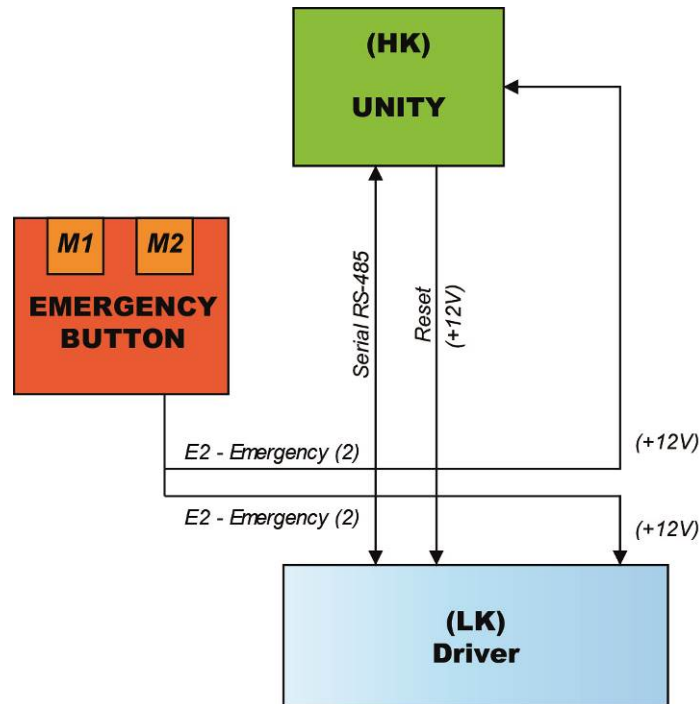 (HK)
UNITY
M1 M2
EMERGENCY
BUTTON
Serial RS-485
Reset
(+12V)
E2 - Emergency (2)
(+12V)
E2 - Emergency (2)
(+12V)
(LK)
Driver